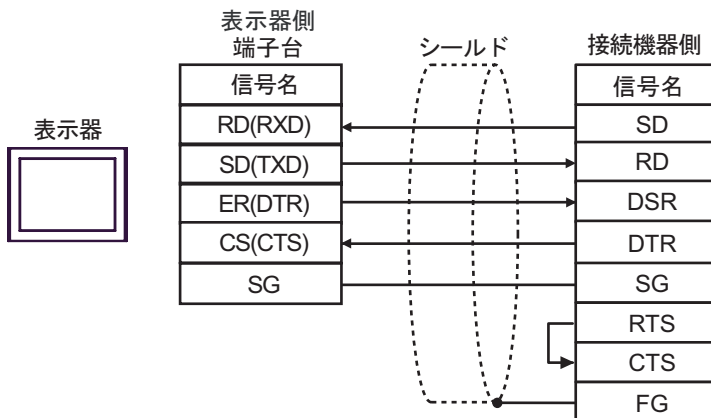 表示器側
端子台
シールド
接続機器側
信号名
信号名
表示器
RD(RXD)
SD
SD(TXD)
RD
ER(DTR)
DSR
CS(CTS)
DTR
SG
SG
RTS
CTS
FG